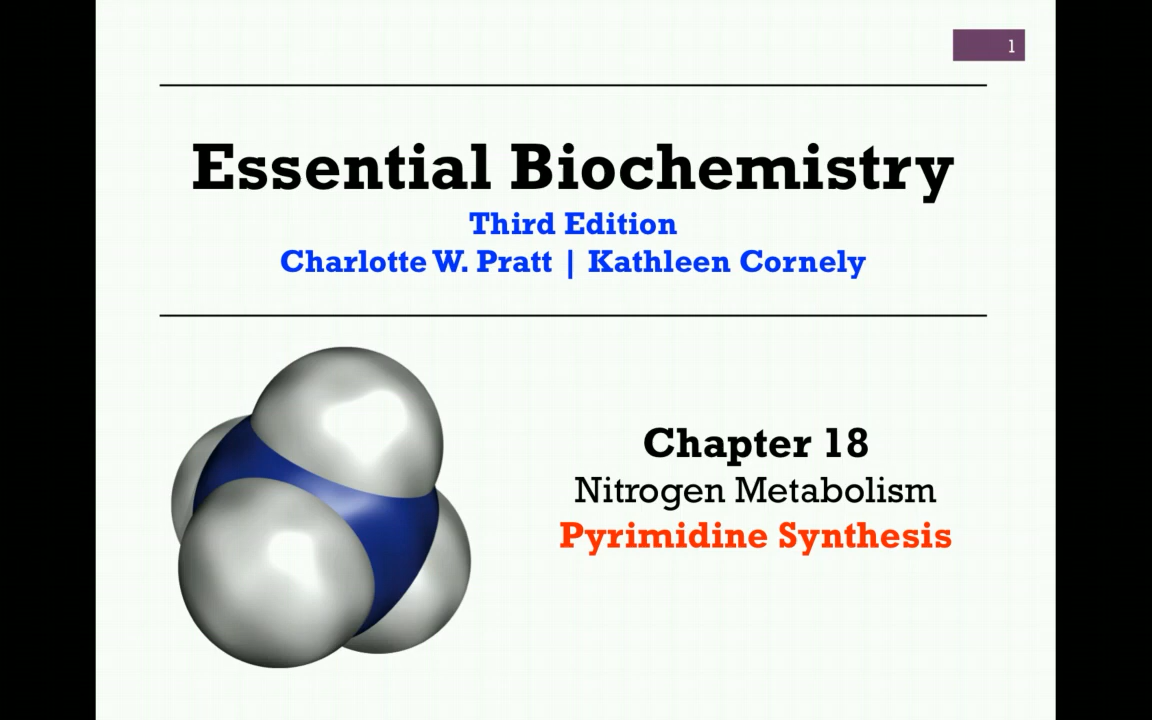 1
Essential Biochemistry
Third Edition
Charlotte W. Pratt | Kathleen Cornely
Chapter 18
Nitrogen Metabolism
Pyrimidine Synthesis